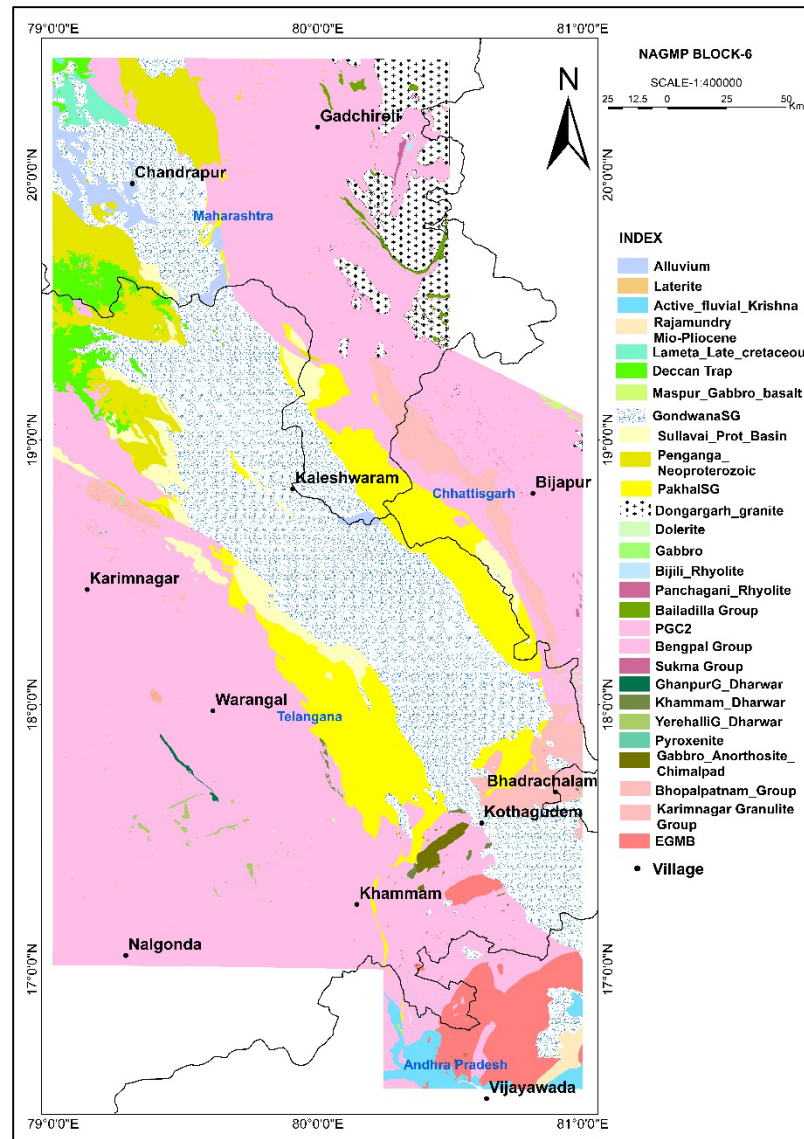 79°0'0"E 80°0'0"E 81°0'0"E
NAGMP BLOCK-6
SCALE-1:400000
25 12.5 0 25 50
Km
N
Gadchireli
20°0'0"N
Chandrapur
20°0'0"N
Maharashtra
INDEX
Alluvium
Laterite
Active_fluvial_Krishna
Rajamundry
Mio-Pliocene
Lameta_Late_cretaceou
Deccan Trap
Maspur_Gabbro_basalt
GondwanaSG
Sullavai_Prot_Basin
Penganga_
Neoproterozoic
PakhalSG
Dongargarh_granite
Dolerite
Gabbro
Bijili_Rhyolite
Panchagani_Rhyolite
Bailadilla Group
PGC2
Bengpal Group
Sukma Group
GhanpurG_Dharwar
Khammam_Dharwar
YerehalliG_Dharwar
Pyroxenite
Gabbro_Anorthosite_
Chimalpad
Bhopalpatnam_Group
Karimnagar Granulite
Group
EGMB
Village
19°0'0"N
19°0'0"N
Kaleshwaram
Chhattisgarh
Bijapur
Karimnagar
18°0'0"N
18°0'0"N
Warangal
Telangana
Bhadrachalam
Kothagudem
Khammam
Nalgonda
17°0'0"N
17°0'0"N
Andhra Pradesh
Vijayawada
79°0'0"E 80°0'0"E 81°0'0"E